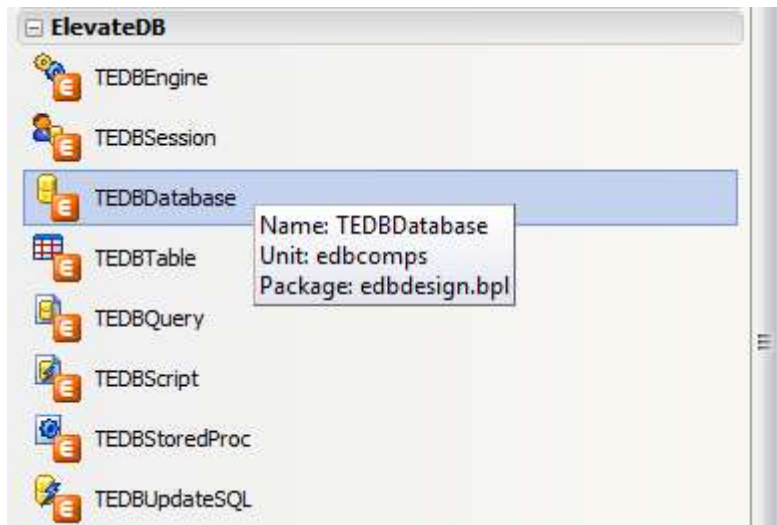 ElevateDB
TEDBEngine
TEDBSession
TEDBDatabase
Name: TEDBDatabase
Unit: edbcomps
Package: edbdesign.bpl
TEDBTable
TEDBQuery
TEDBScript
TEDBStoredProc
TEDBUpdateSQL